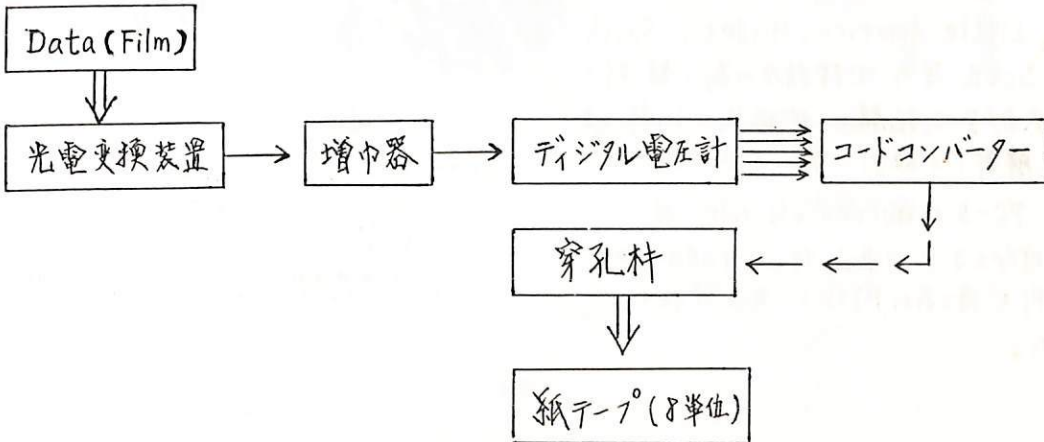 Data(Film)
光電変換装置
増巾器
ディジタル電圧計
コードコンバーター
穿孔杵
紙テープ(8単位)